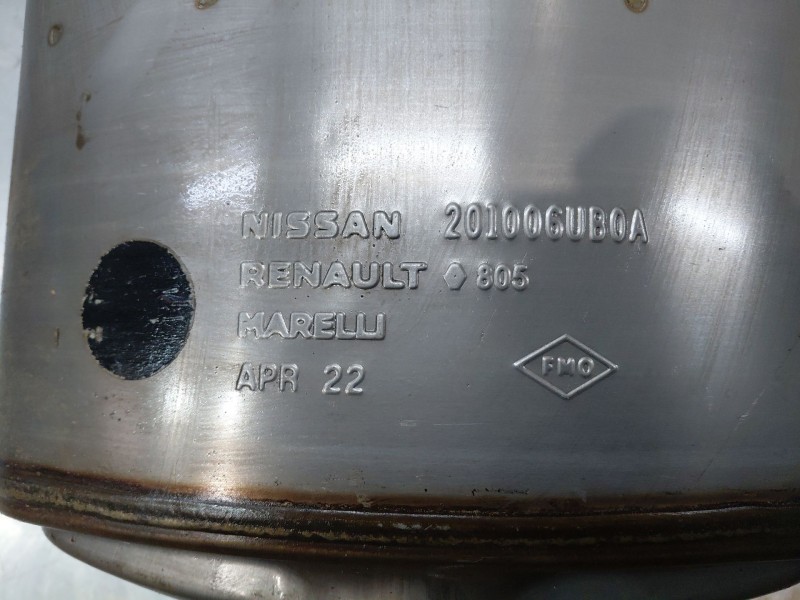 NISSAN 201006UB0A
RENAULT 805
MARELLI
APR 22
FMO